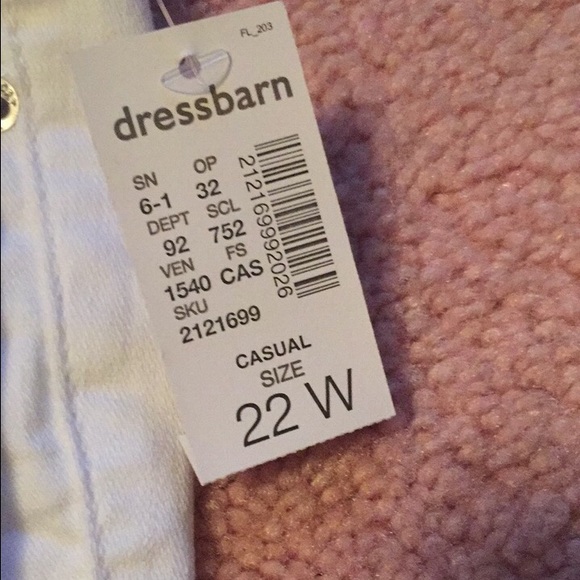 FL_203
dressbarn
SN OP
6-1 32
DEPT SCL
92 752
VEN FS
1540 CAS
SKU
2121699
212169992026
CASUAL
SIZE
22 W